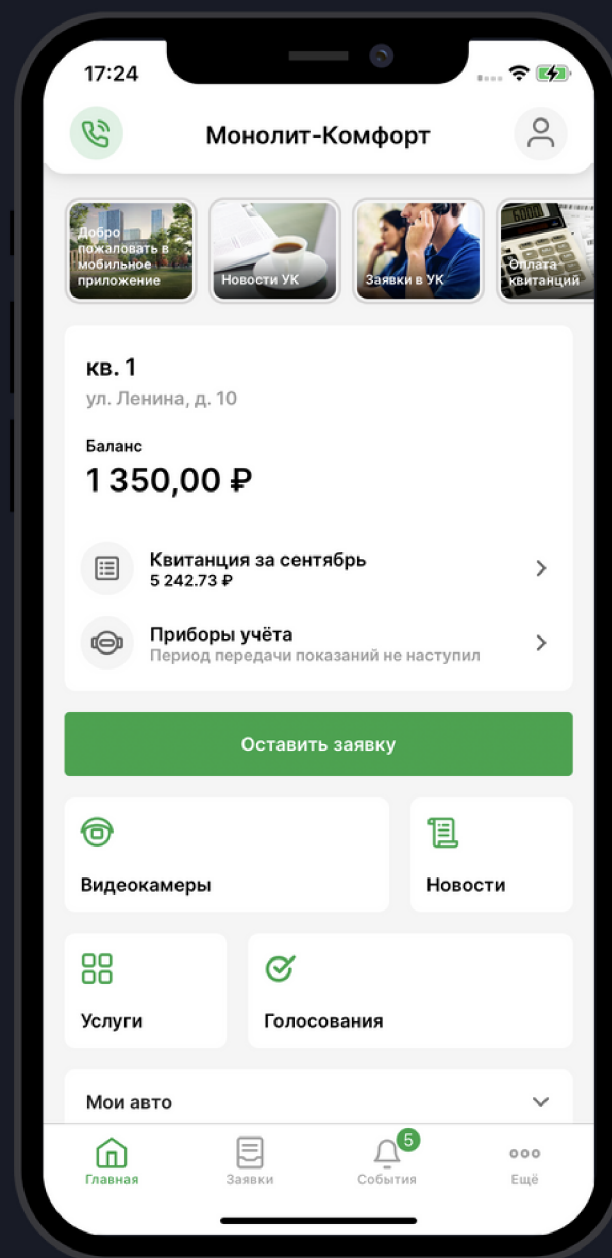 17:24
Монолит-Комфорт
Добро
пожаловать в
мобильное
приложение
Новости УК
Заявки в УК
Оплата
квитанций
кв. 1
ул. Ленина, д. 10
Баланс
1 350,00 ₽
Квитанция за сентябрь
5 242.73 ₽
Приборы учёта
Период передачи показаний не наступил
Оставить заявку
Видеокамеры
Новости
Услуги
Голосования
Мои авто
5
Главная
Заявки
События
Ещё